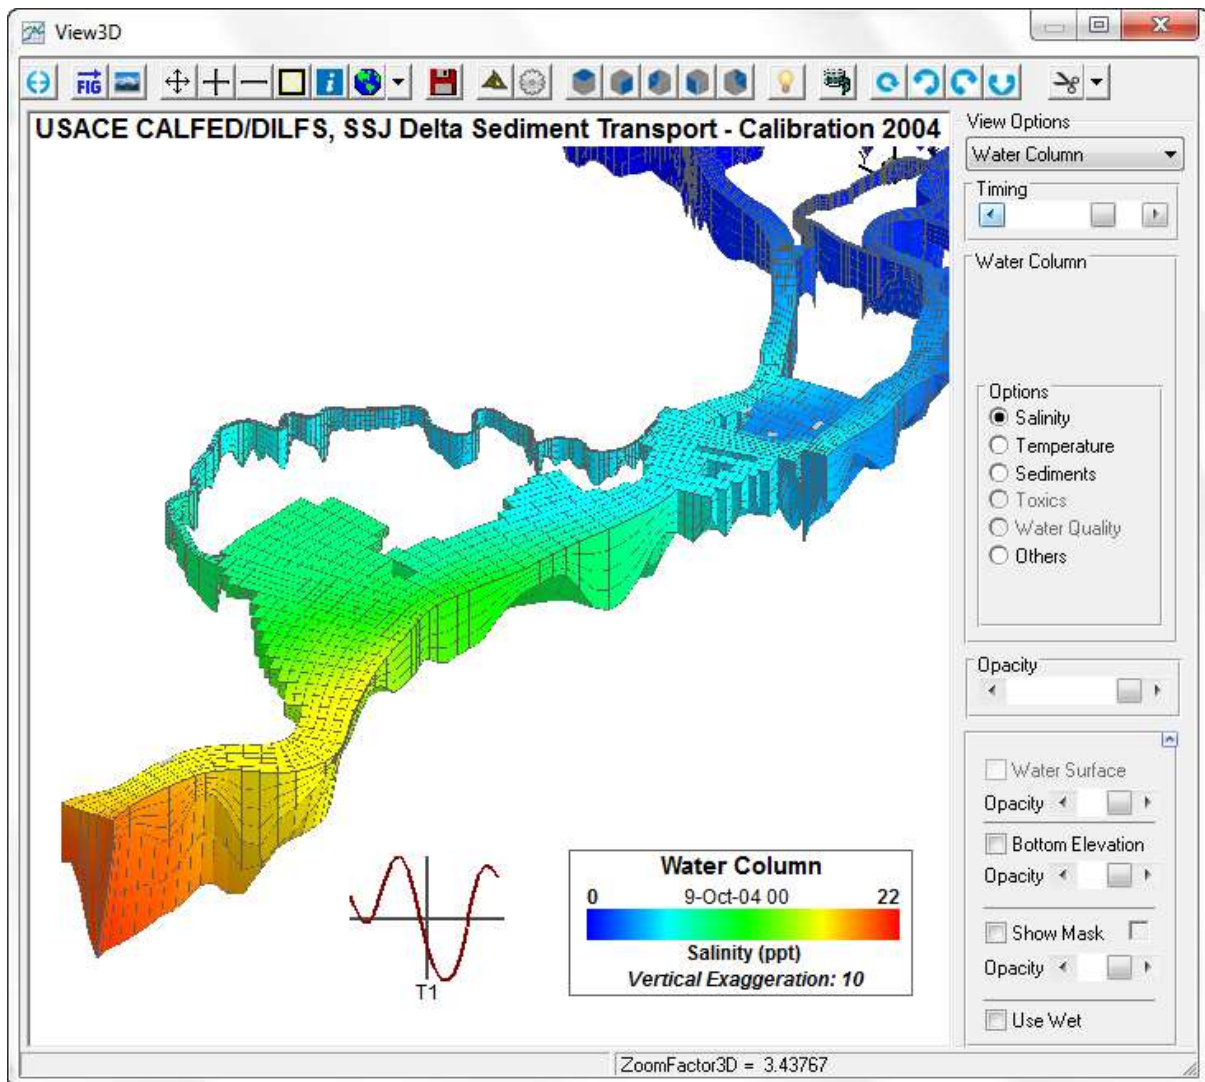 View3D
FIG
USACE CALFED/DILFS, SSJ Delta Sediment Transport - Calibration 2004
View Options
Water Column
Timing
Water Column
Options
Salinity
Temperature
Sediments
Toxics
Water Quality
Others
Opacity
Water Surface
Opacity
Bottom Elevation
Opacity
Show Mask
Opacity
Use Wet
T1
Water Column
0 9-Oct-04 00 22
Salinity (ppt)
Vertical Exaggeration: 10
ZoomFactor3D = 3.43767